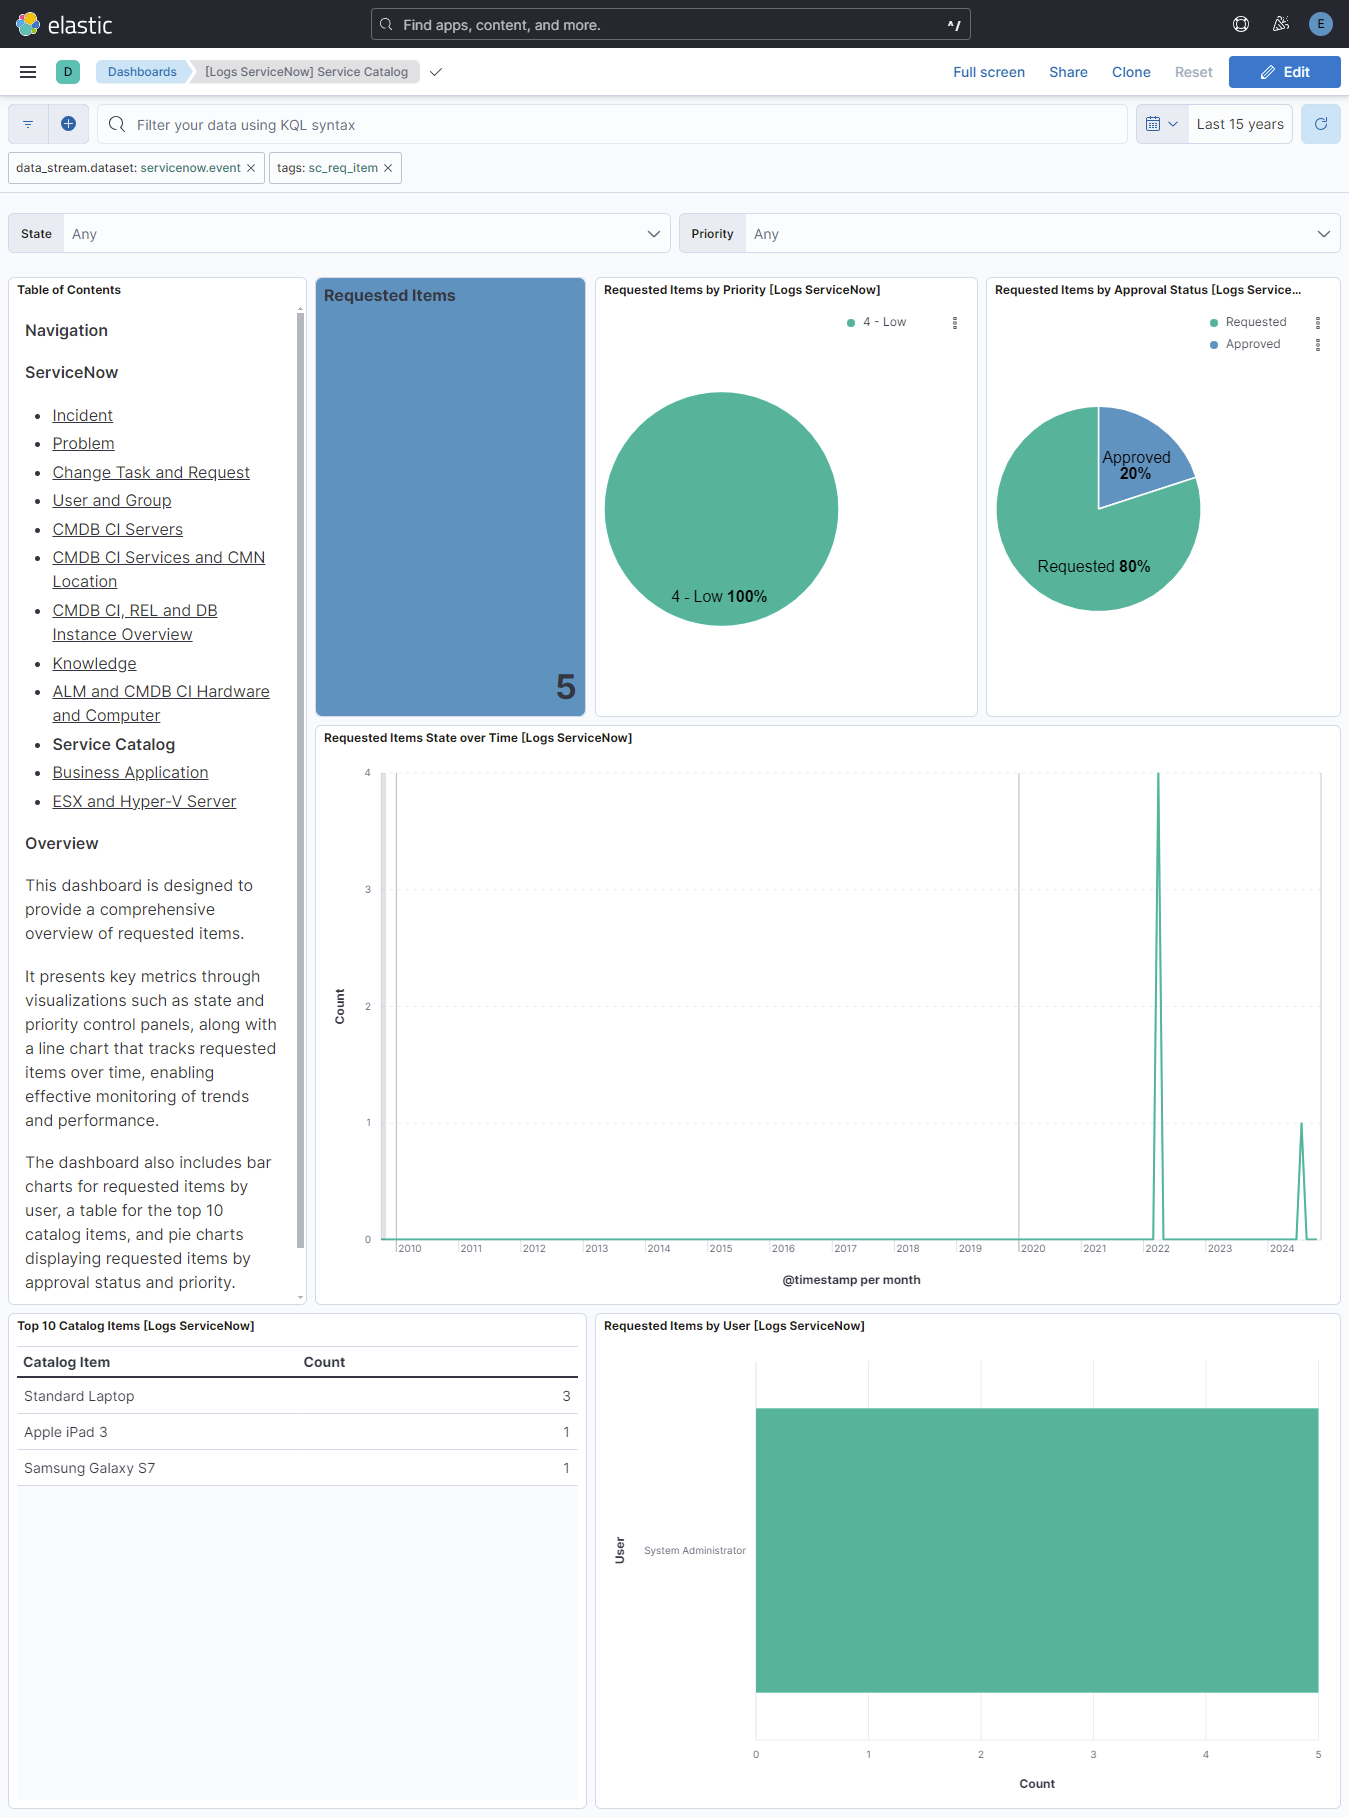 elastic
Find apps, content, and more.
^/
E
D
Dashboards
[Logs ServiceNow] Service Catalog
Full screen
Share
Clone
Reset
Edit
Filter your data using KQL syntax
Last 15 years
data_stream.dataset: servicenow.event
tags: sc_req_item
State
Any
Priority
Any
Table of Contents
Navigation
ServiceNow
Incident
Problem
Change Task and Request
User and Group
CMDB CI Servers
CMDB CI Services and CMN
Location
CMDB CI, REL and DB
Instance Overview
Knowledge
ALM and CMDB CI Hardware
and Computer
Service Catalog
Business Application
ESX and Hyper-V Server
Overview
This dashboard is designed to
provide a comprehensive
overview of requested items.
It presents key metrics through
visualizations such as state and
priority control panels, along with
a line chart that tracks requested
items over time, enabling
effective monitoring of trends
and performance.
The dashboard also includes bar
charts for requested items by
user, a table for the top 10
catalog items, and pie charts
displaying requested items by
approval status and priority.
Requested Items
5
Requested Items by Priority [Logs ServiceNow]
4 - Low
4 - Low 100%
Requested Items by Approval Status [Logs Service...
Requested
Approved
Approved
20%
Requested 80%
Requested Items State over Time [Logs ServiceNow]
4
3
2
1
0
Count
2010
2011
2012
2013
2014
2015
2016
2017
2018
2019
2020
2021
2022
2023
2024
@timestamp per month
Top 10 Catalog Items [Logs ServiceNow]
Catalog Item
Count
Standard Laptop
3
Apple iPad 3
1
Samsung Galaxy S7
1
Requested Items by User [Logs ServiceNow]
User
System Administrator
0
1
2
3
4
5
Count